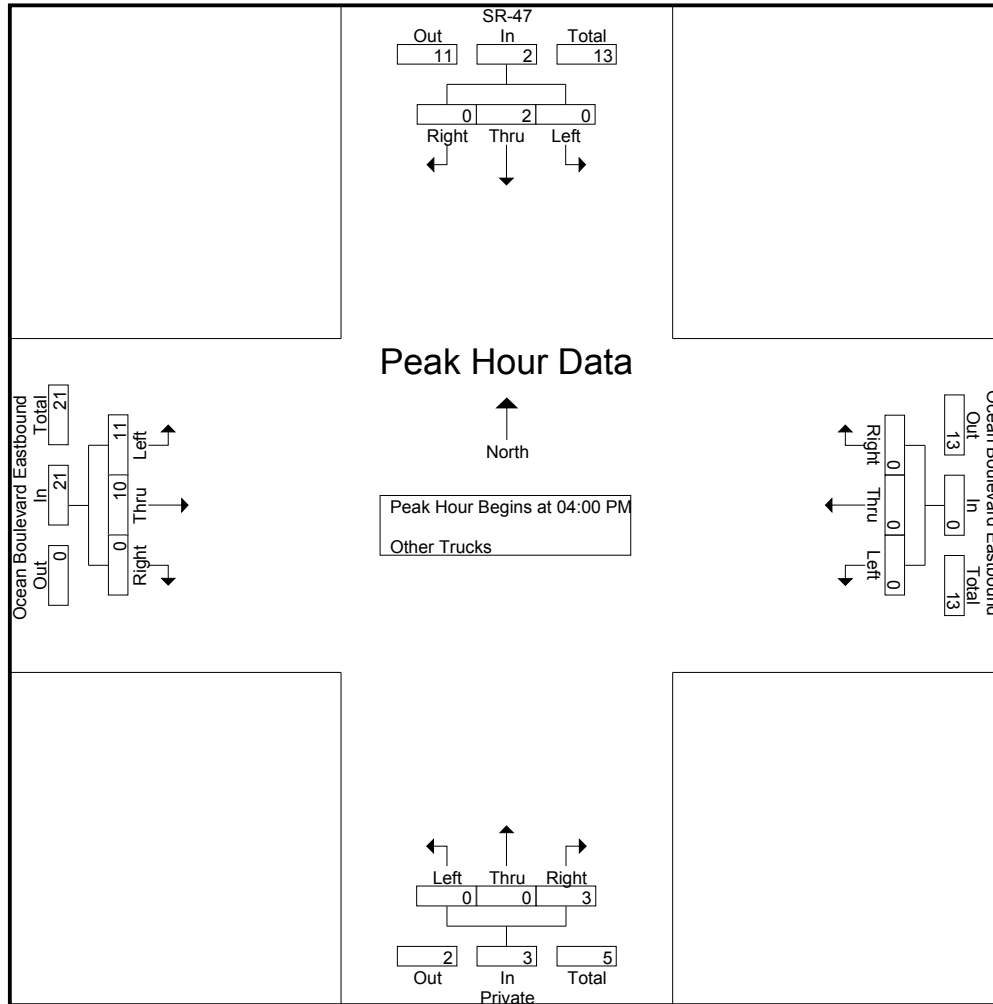 SR-47
Out In Total
11 2 13
0 2 0
Right Thru Left
Peak Hour Data
North
Peak Hour Begins at 04:00 PM
Other Trucks
Ocean Boulevard Eastbound
Out In Total
0 21 21
Right Thru Left
0 10 11
Ocean Boulevard Eastbound
Out In Total
13 0 13
Right Thru Left
0 0 0
Left Thru Right
0 0 3
2 3 5
Out In Total
Private